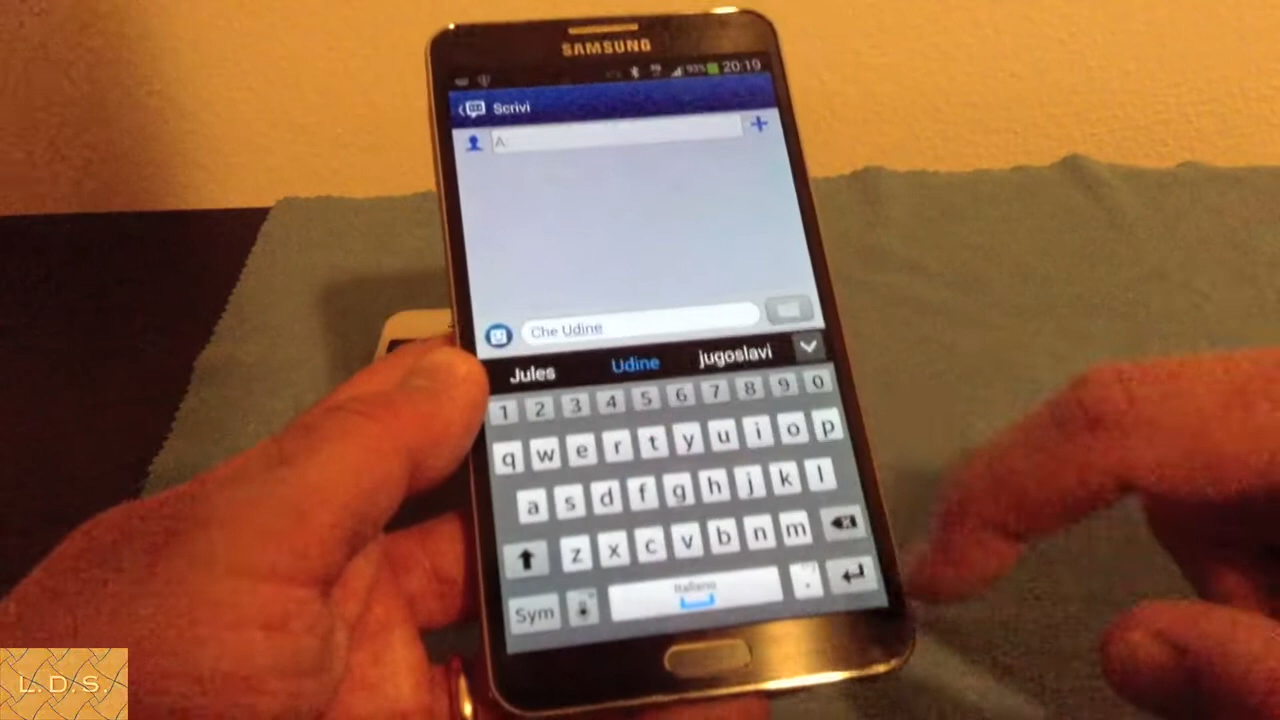 SAMSUNG
93% 20:19
Scrivi
A
Che Udine
Jules Udine jugoslavi
1 2 3 4 5 6 7 8 9 0
q w e r t y u i o p
a s d f g h j k l
z x c v b n m
Sym Italiano .
L.D.S.